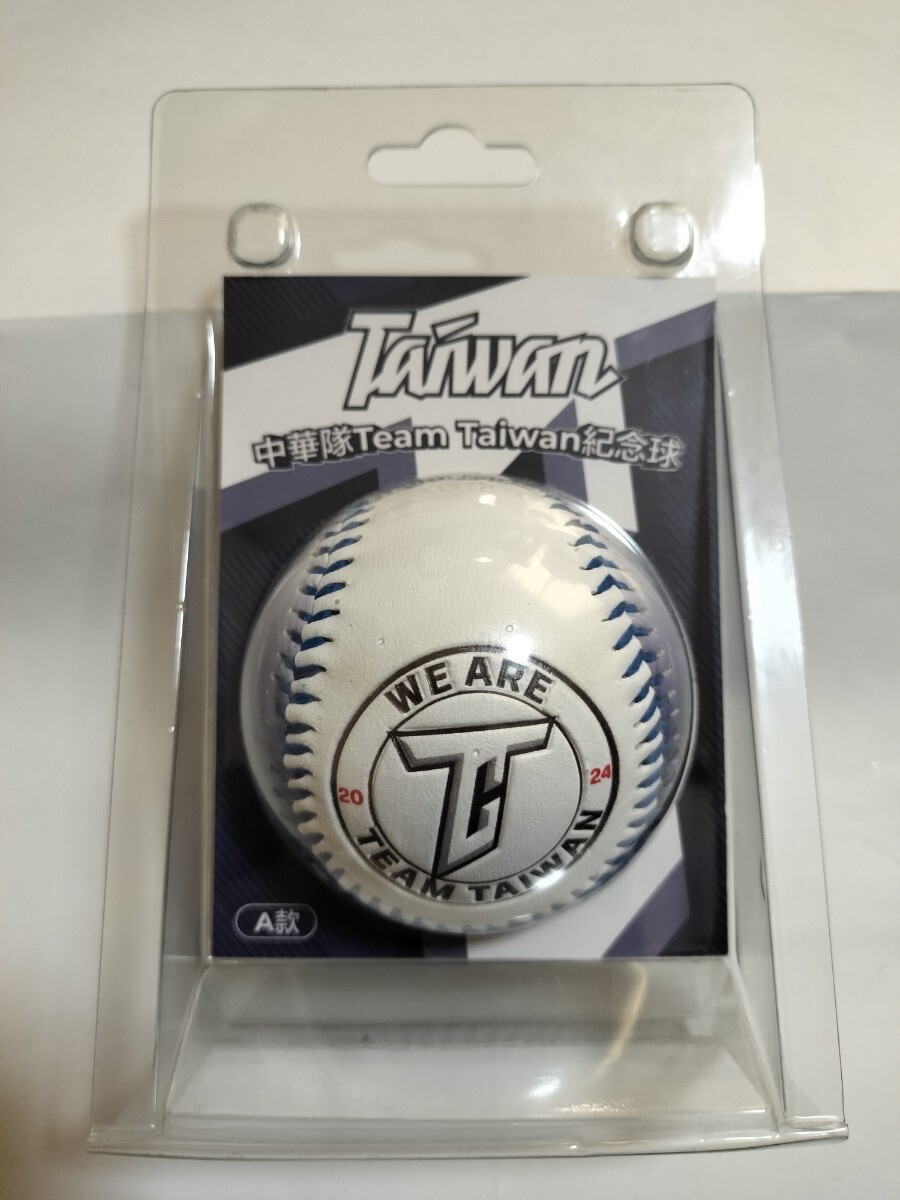 Taiwan
中華隊Team Taiwan紀念球
WE ARE
20
24
TEAM TAIWAN
A款